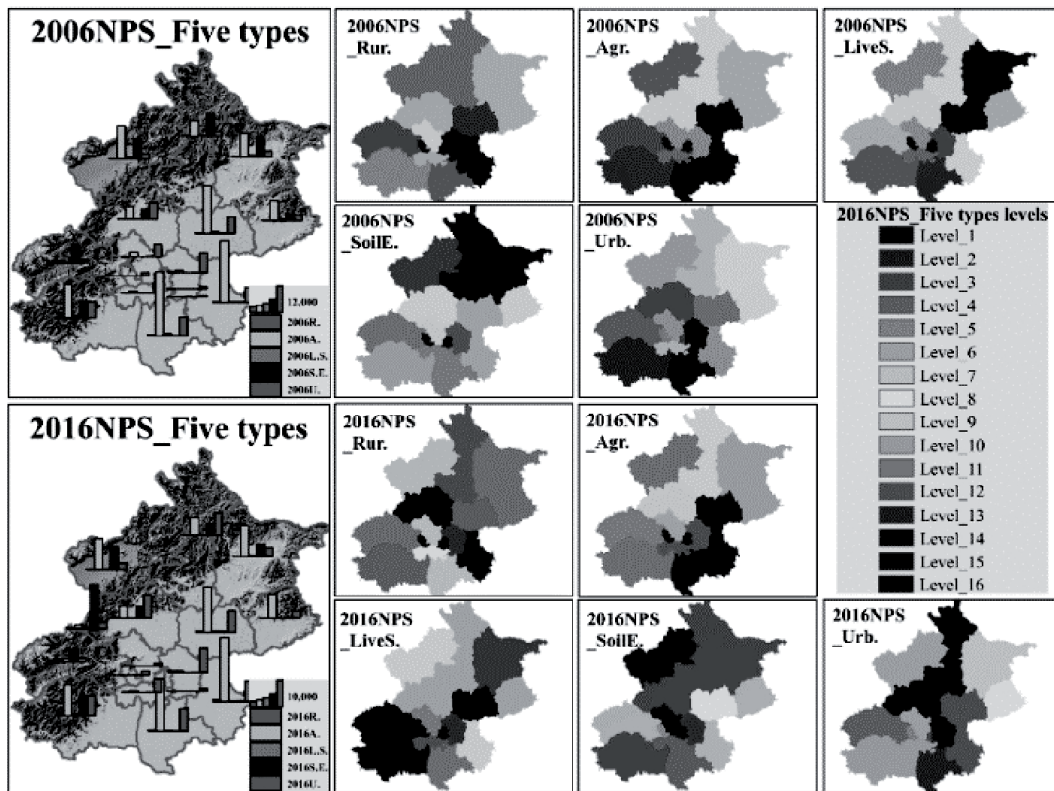 2006NPS_Five types
12,000
2006R.
2006A.
2006L.S.
2006S.E.
2006U.
2006NPS
_Rur.
2006NPS
_Agr.
2006NPS
_LiveS.
2006NPS
_SoilE.
2006NPS
_Urb.
2016NPS_Five types levels
Level_1
Level_2
Level_3
Level_4
Level_5
Level_6
Level_7
Level_8
Level_9
Level_10
Level_11
Level_12
Level_13
Level_14
Level_15
Level_16
2016NPS_Five types
10,000
2016R.
2016A.
2016L.S.
2016S.E.
2016U.
2016NPS
_Rur.
2016NPS
_Agr.
2016NPS
_LiveS.
2016NPS
_SoilE.
2016NPS
_Urb.